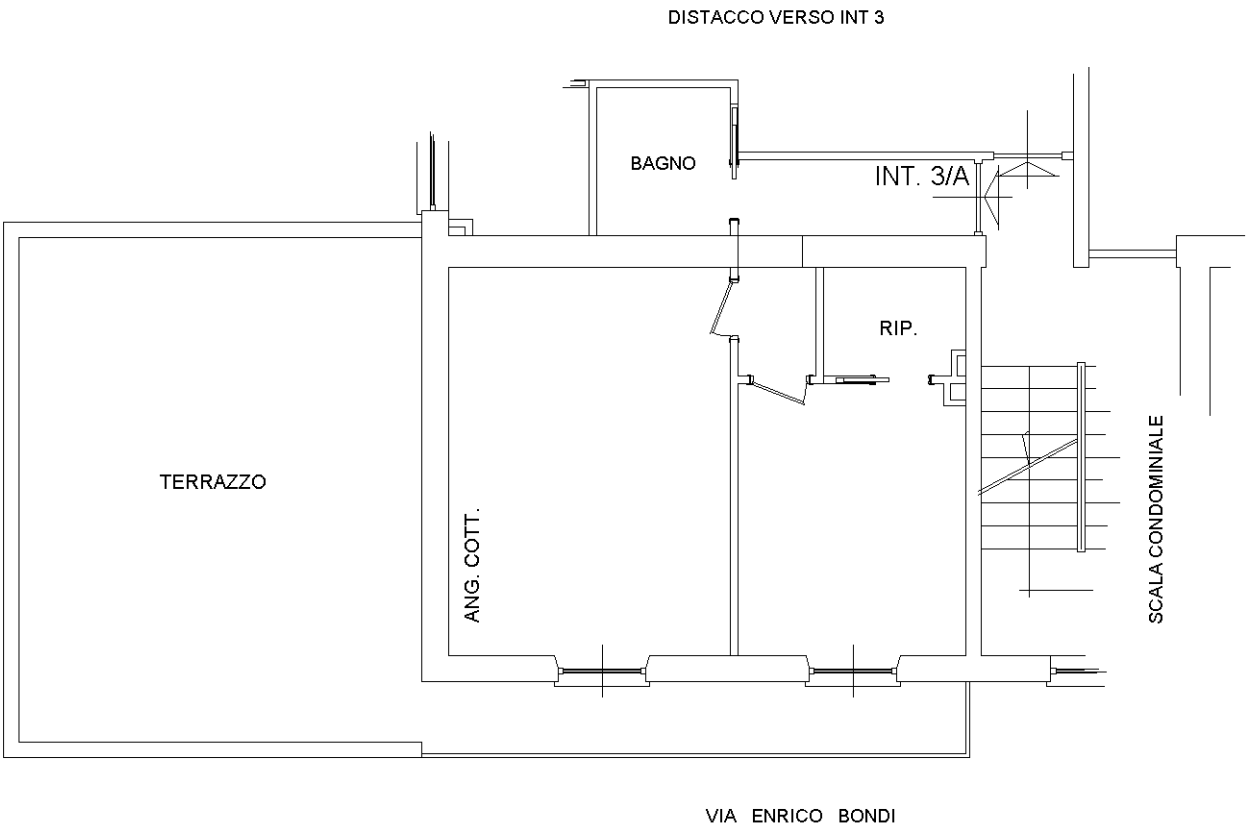 DISTACCO VERSO INT 3
BAGNO
INT. 3/A
RIP.
TERRAZZO
ANG. COTT.
SCALA CONDOMINIALE
VIA ENRICO BONDI